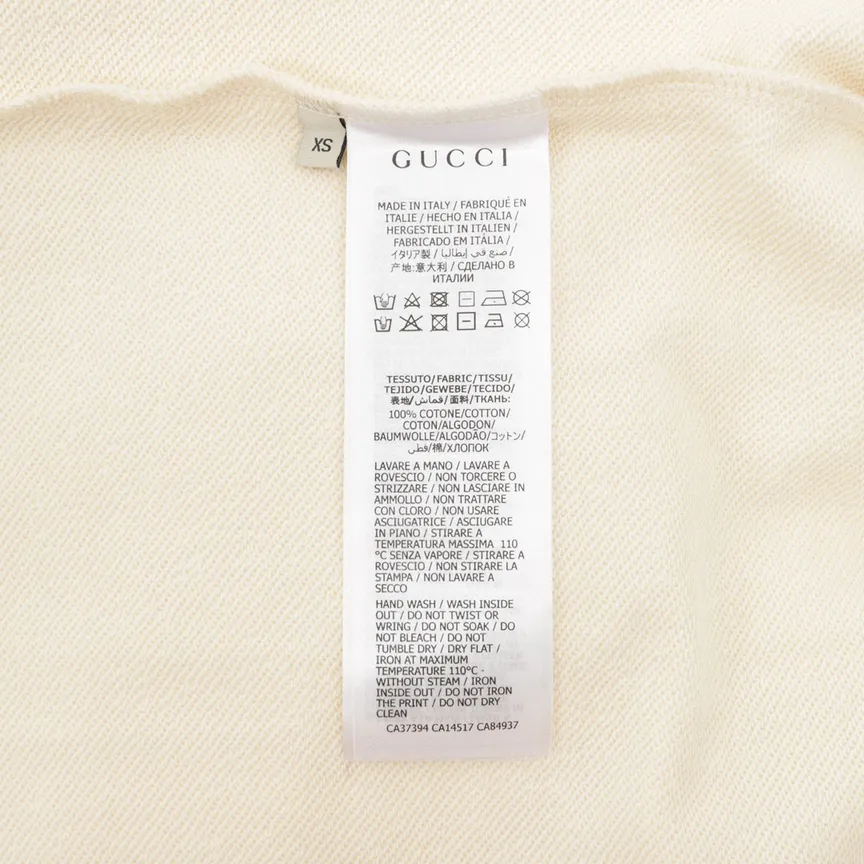 XS
GUCCI
MADE IN ITALY / FABRIQUÉ EN
ITALIE / HECHO EN ITALIA /
HERGESTELLT IN ITALIEN /
FABRICADO EM ITÁLIA /
イタリア製 / صنع في إيطاليا /
产地:意大利 / СДЕЛАНО В
ИТАЛИИ
TESSUTO/FABRIC/TISSU/
TEJIDO/GEWEBE/TECIDO/
表地/قماش/面料/ТКАНЬ:
100% COTONE/COTTON/
COTON/ALGODON/
BAUMWOLLE/ALGODÃO/コットン/
قطن/棉/ХЛОПОК
LAVARE A MANO / LAVARE A
ROVESCIO / NON TORCERE O
STRIZZARE / NON LASCIARE IN
AMMOLLO / NON TRATTARE
CON CLORO / NON USARE
ASCIUGATRICE / ASCIUGARE
IN PIANO / STIRARE A
TEMPERATURA MASSIMA 110
°C SENZA VAPORE / STIRARE A
ROVESCIO / NON STIRARE LA
STAMPA / NON LAVARE A
SECCO
HAND WASH / WASH INSIDE
OUT / DO NOT TWIST OR
WRING / DO NOT SOAK / DO
NOT BLEACH / DO NOT
TUMBLE DRY / DRY FLAT /
IRON AT MAXIMUM
TEMPERATURE 110°C -
WITHOUT STEAM / IRON
INSIDE OUT / DO NOT IRON
THE PRINT / DO NOT DRY
CLEAN
CA37394 CA14517 CA84937